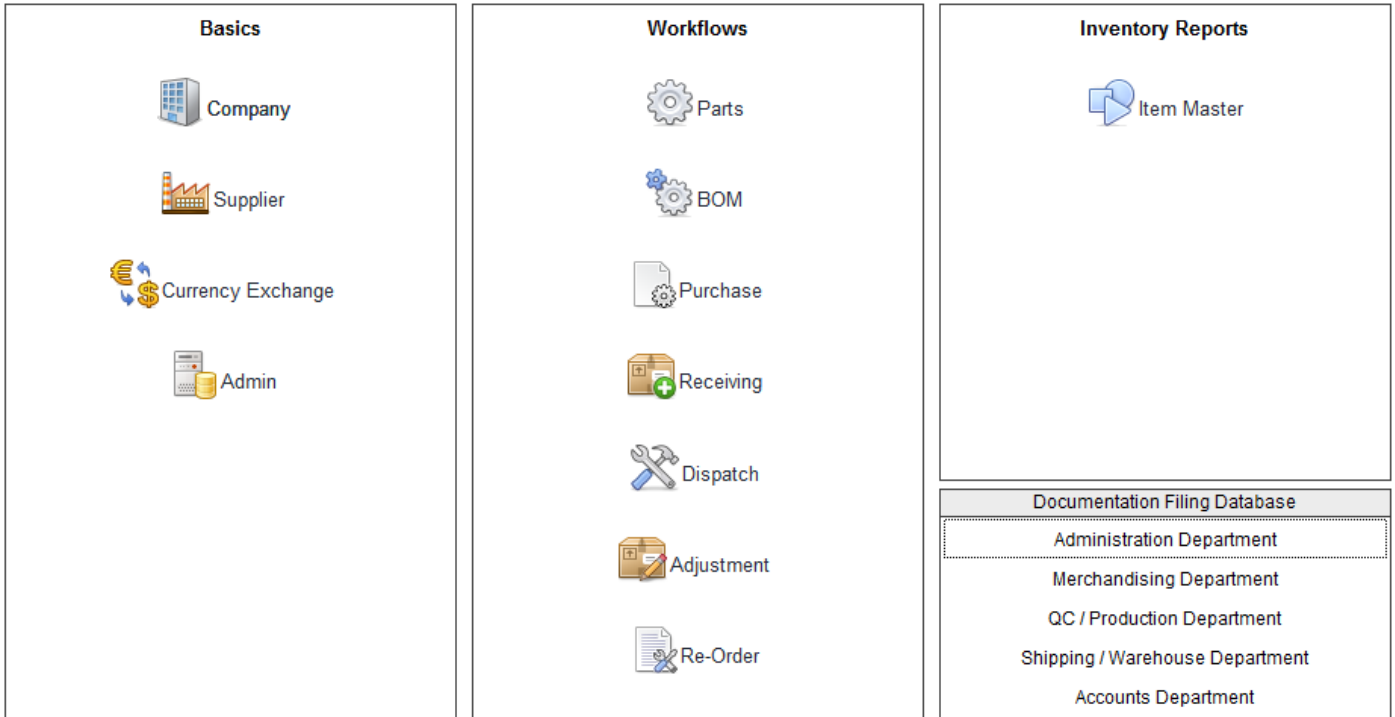 Basics
Company
Supplier
Currency Exchange
Admin
Workflows
Parts
BOM
Purchase
Receiving
Dispatch
Adjustment
Re-Order
Inventory Reports
Item Master
Documentation Filing Database
Administration Department
Merchandising Department
QC / Production Department
Shipping / Warehouse Department
Accounts Department